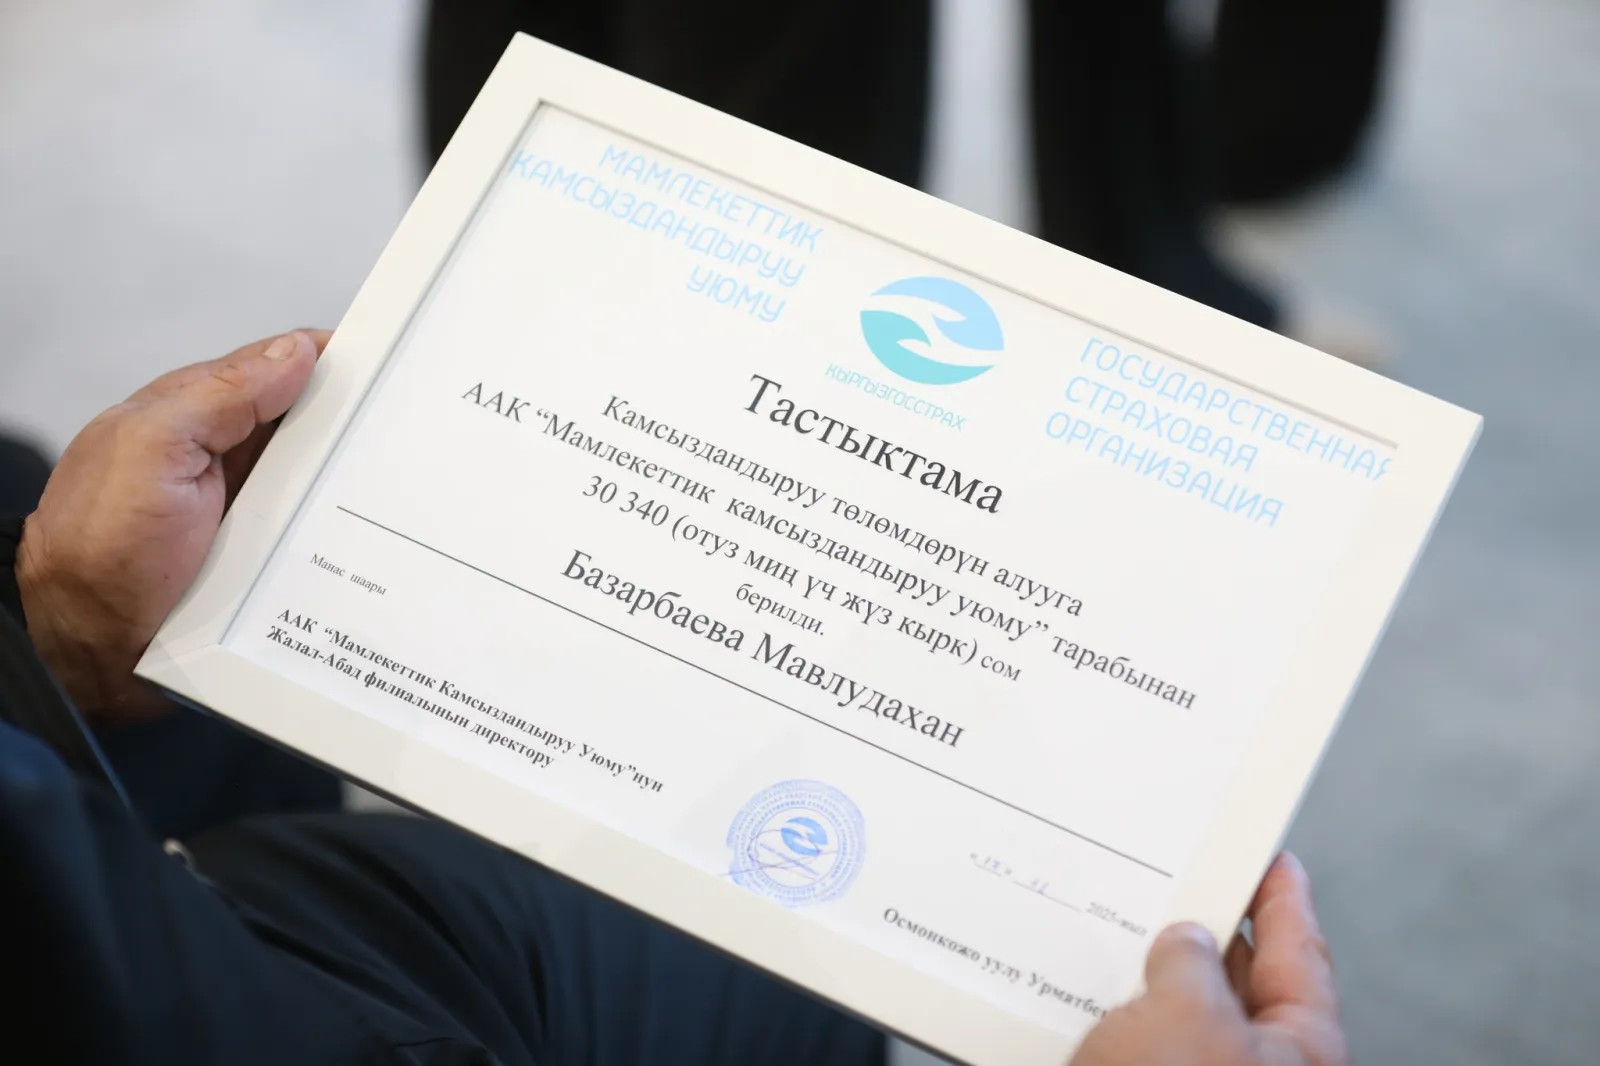 МАМЛЕКЕТТИК
КАМСЫЗДАНДЫРУУ
УЮМУ
КЫРГЫЗГОССТРАХ
ГОСУДАРСТВЕННАЯ
СТРАХОВАЯ
ОРГАНИЗАЦИЯ
Тастыктама
Камсыздандыруу төлөмдөрүн алууга
ААК “Мамлекеттик камсыздандыруу уюму” тарабынан
30 340 (отуз миң үч жүз кырк) сом
берилди.
Базарбаева Мавлудахан
Манас шаары
ААК “Мамлекеттик Камсыздандыруу Уюму”нун
Жалал-Абад филиалынын директору
2025-жыл
Осмонкожо уулу